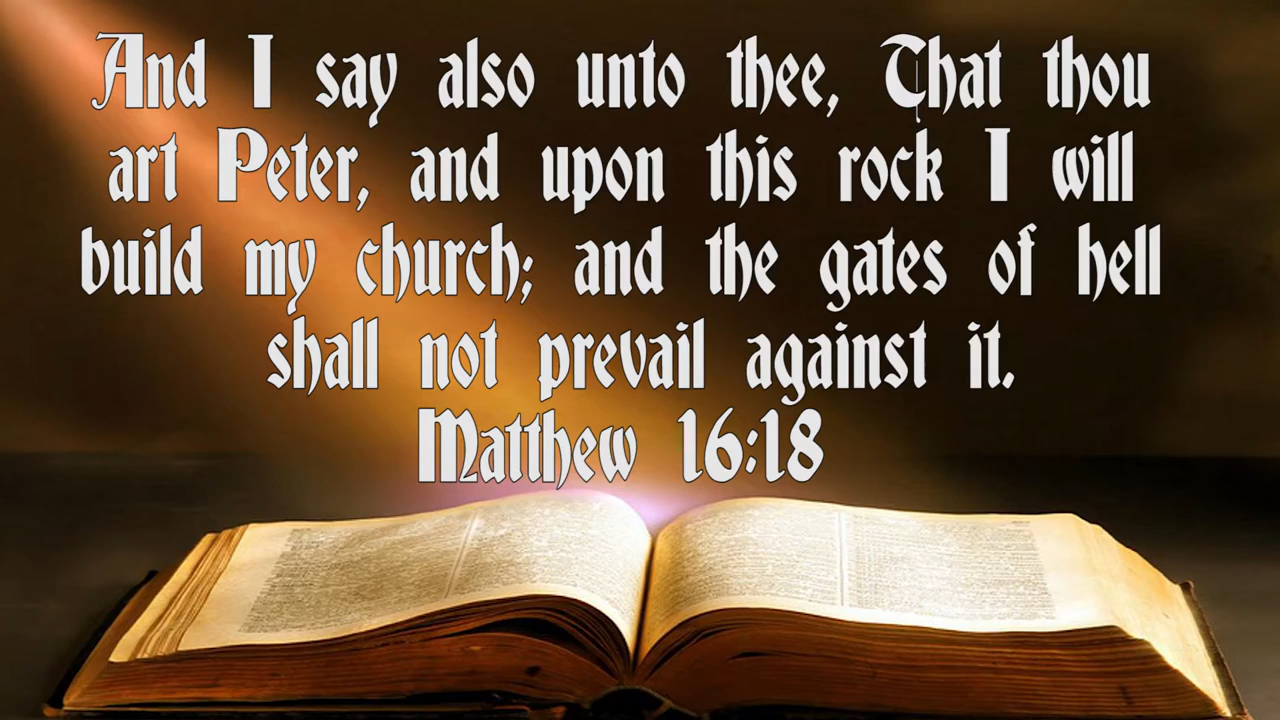 And I say also unto thee, That thou
art Peter, and upon this rock I will
build my church; and the gates of hell
shall not prevail against it.
Matthew 16:18